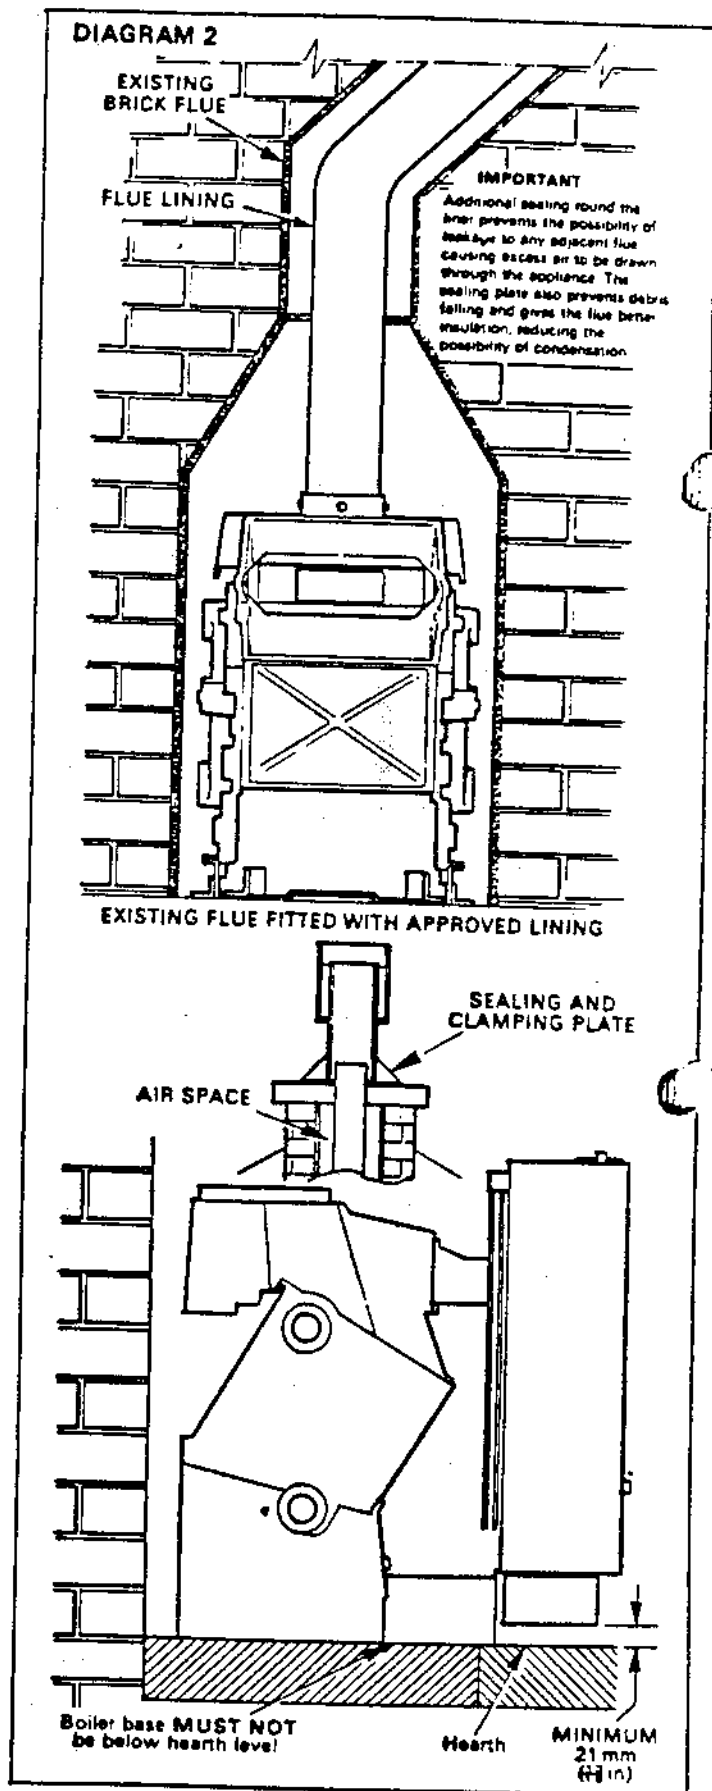 DIAGRAM 2
EXISTING
BRICK FLUE
FLUE LINING
IMPORTANT
Additional sealing round the
liner prevents the possibility of
leakage to any adjacent flue
causing excess air to be drawn
through the appliance. The
sealing plate also prevents debris
falling and gives the flue better
insulation, reducing the
possibility of condensation
EXISTING FLUE FITTED WITH APPROVED LINING
SEALING AND
CLAMPING PLATE
AIR SPACE
Boiler base MUST NOT
be below hearth level
Hearth
MINIMUM
21 mm
in)